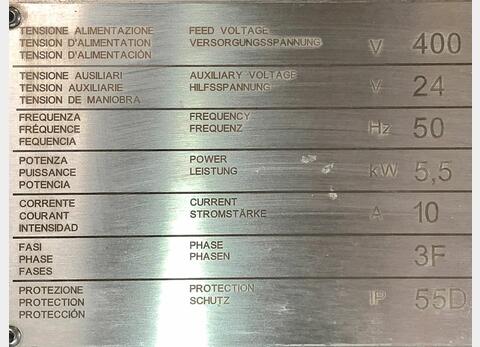 TENSIONE ALIMENTAZIONE FEED VOLTAGE
TENSION D'ALIMENTATION VERSORGUNGSSPANNUNG V 400
TENSION D'ALIMENTACIÓN
TENSIONE AUSILIARI AUXILIARY VOLTAGE
TENSION AUXILIARIE HILFSSPANNUNG V 24
TENSION DE MANIOBRA
FREQUENZA FREQUENCY
FRÉQUENCE FREQUENZ Hz 50
FEQUENCIA
POTENZA POWER
PUISSANCE LEISTUNG kW 5,5
POTENCIA
CORRENTE CURRENT
COURANT STROMSTÄRKE A 10
INTENSIDAD
FASI PHASE
PHASE PHASEN 3F
FASES
PROTEZIONE PROTECTION
PROTECTION SCHUTZ IP 55D
PROTECCIÓN